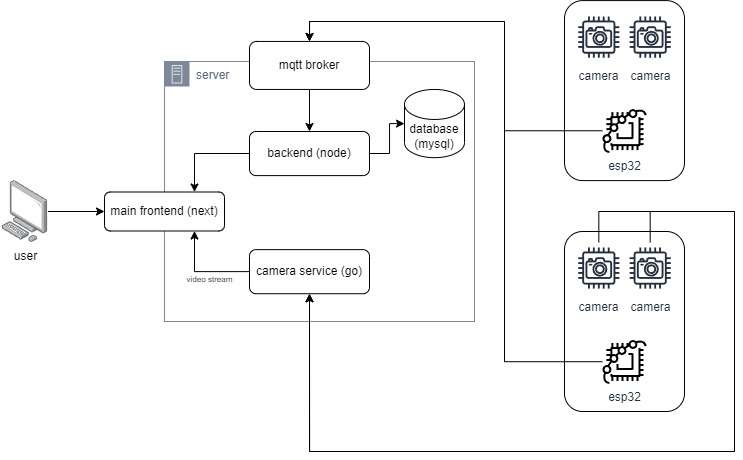 mqtt broker
server
camera
camera
database
(mysql)
backend (node)
esp32
main frontend (next)
user
camera service (go)
video stream
camera
camera
esp32